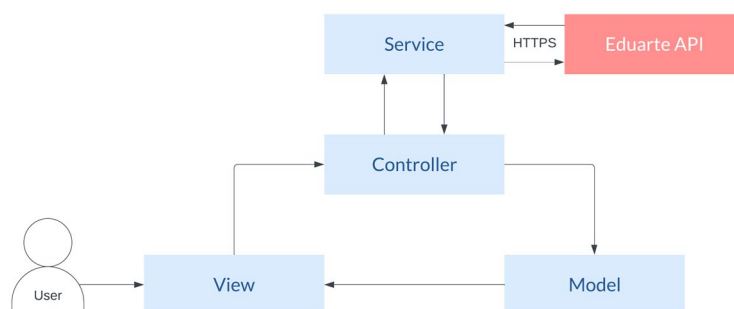 Service
HTTPS
Eduarte API
Controller
User
View
Model